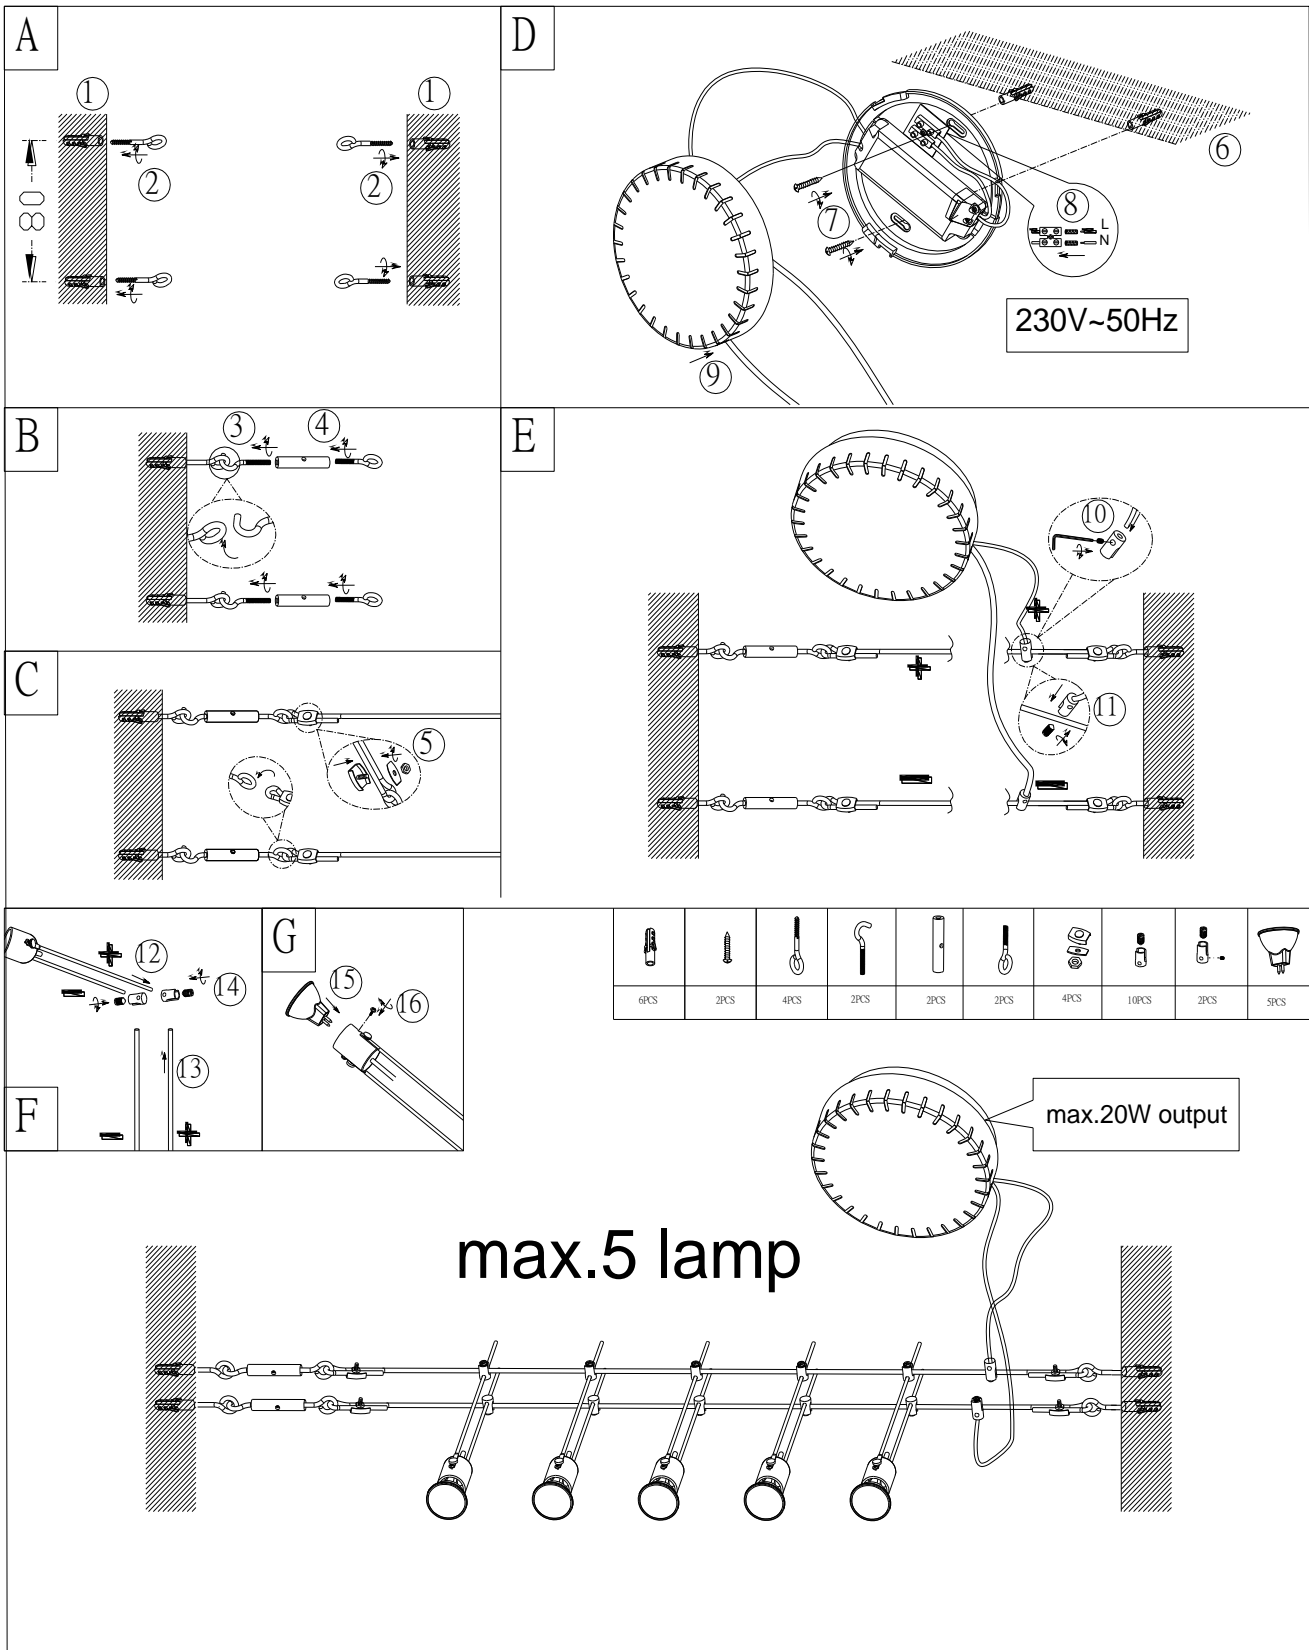 A
1
1
2
2
80
D
6
7
8
L
N
230V~50Hz
9
B
3
4
C
5
E
10
11
F
12
13
14
G
15
16
6PCS
2PCS
4PCS
2PCS
2PCS
2PCS
4PCS
10PCS
2PCS
5PCS
max.20W output
max.5 lamp